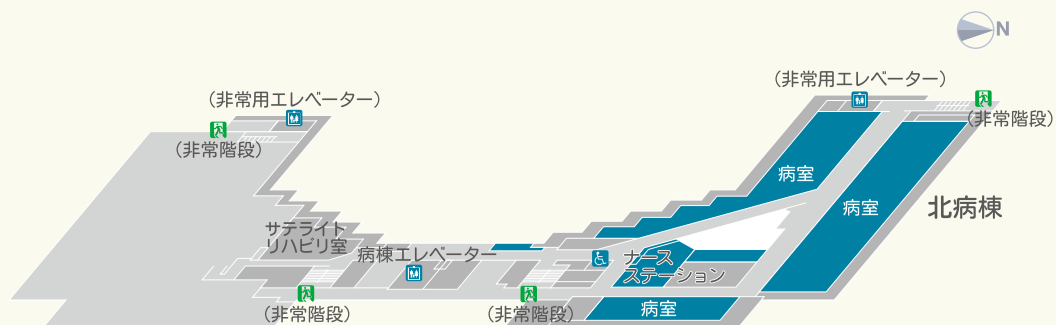 N
（非常用エレベーター）
（非常用エレベーター）
（非常階段）
（非常階段）
病室
病室
北病棟
サテライト
リハビリ室
病棟エレベーター
ナース
ステーション
（非常階段）
（非常階段）
病室